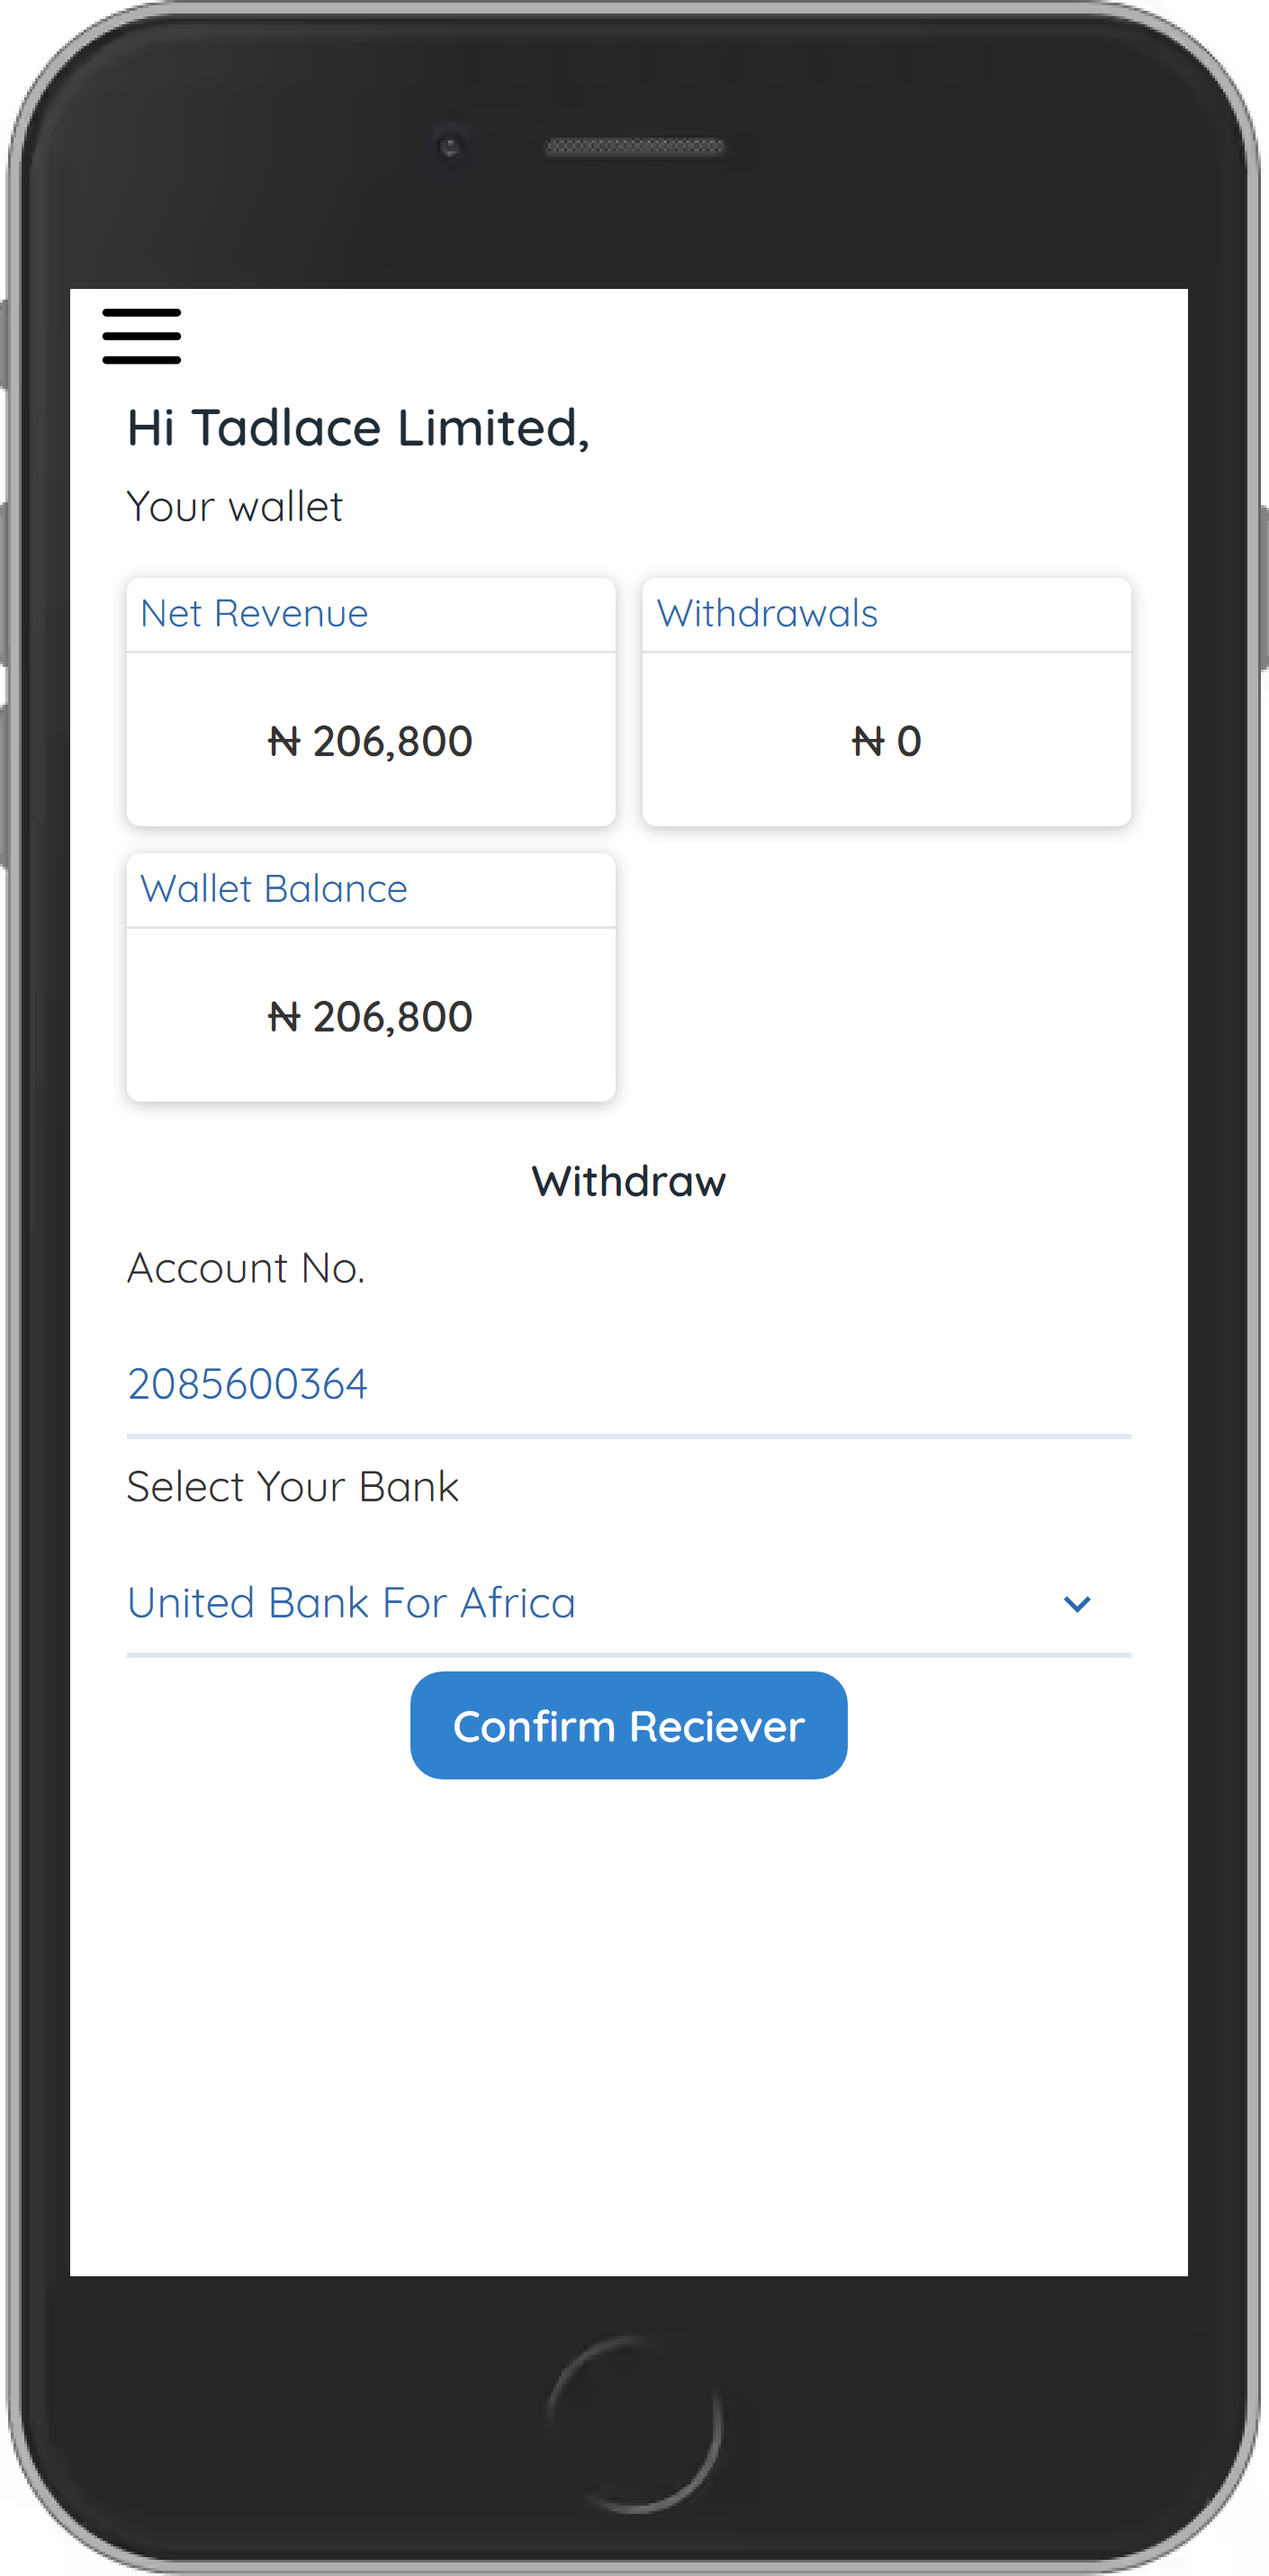 Hi Tadlace Limited,
Your wallet
Net Revenue
₦ 206,800
Withdrawals
₦ 0
Wallet Balance
₦ 206,800
Withdraw
Account No.
2085600364
Select Your Bank
United Bank For Africa
Confirm Reciever